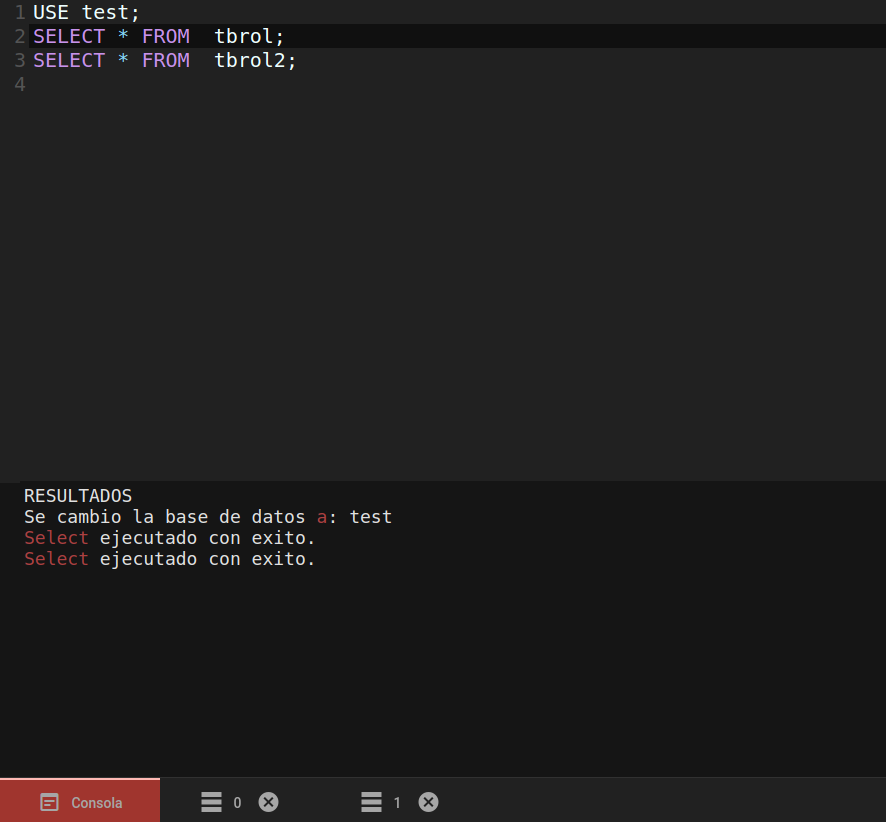 1 USE test;
2 SELECT * FROM  tbrol;
3 SELECT * FROM  tbrol2;
4
RESULTADOS
Se cambio la base de datos a: test
Select ejecutado con exito.
Select ejecutado con exito.
Consola 0 1